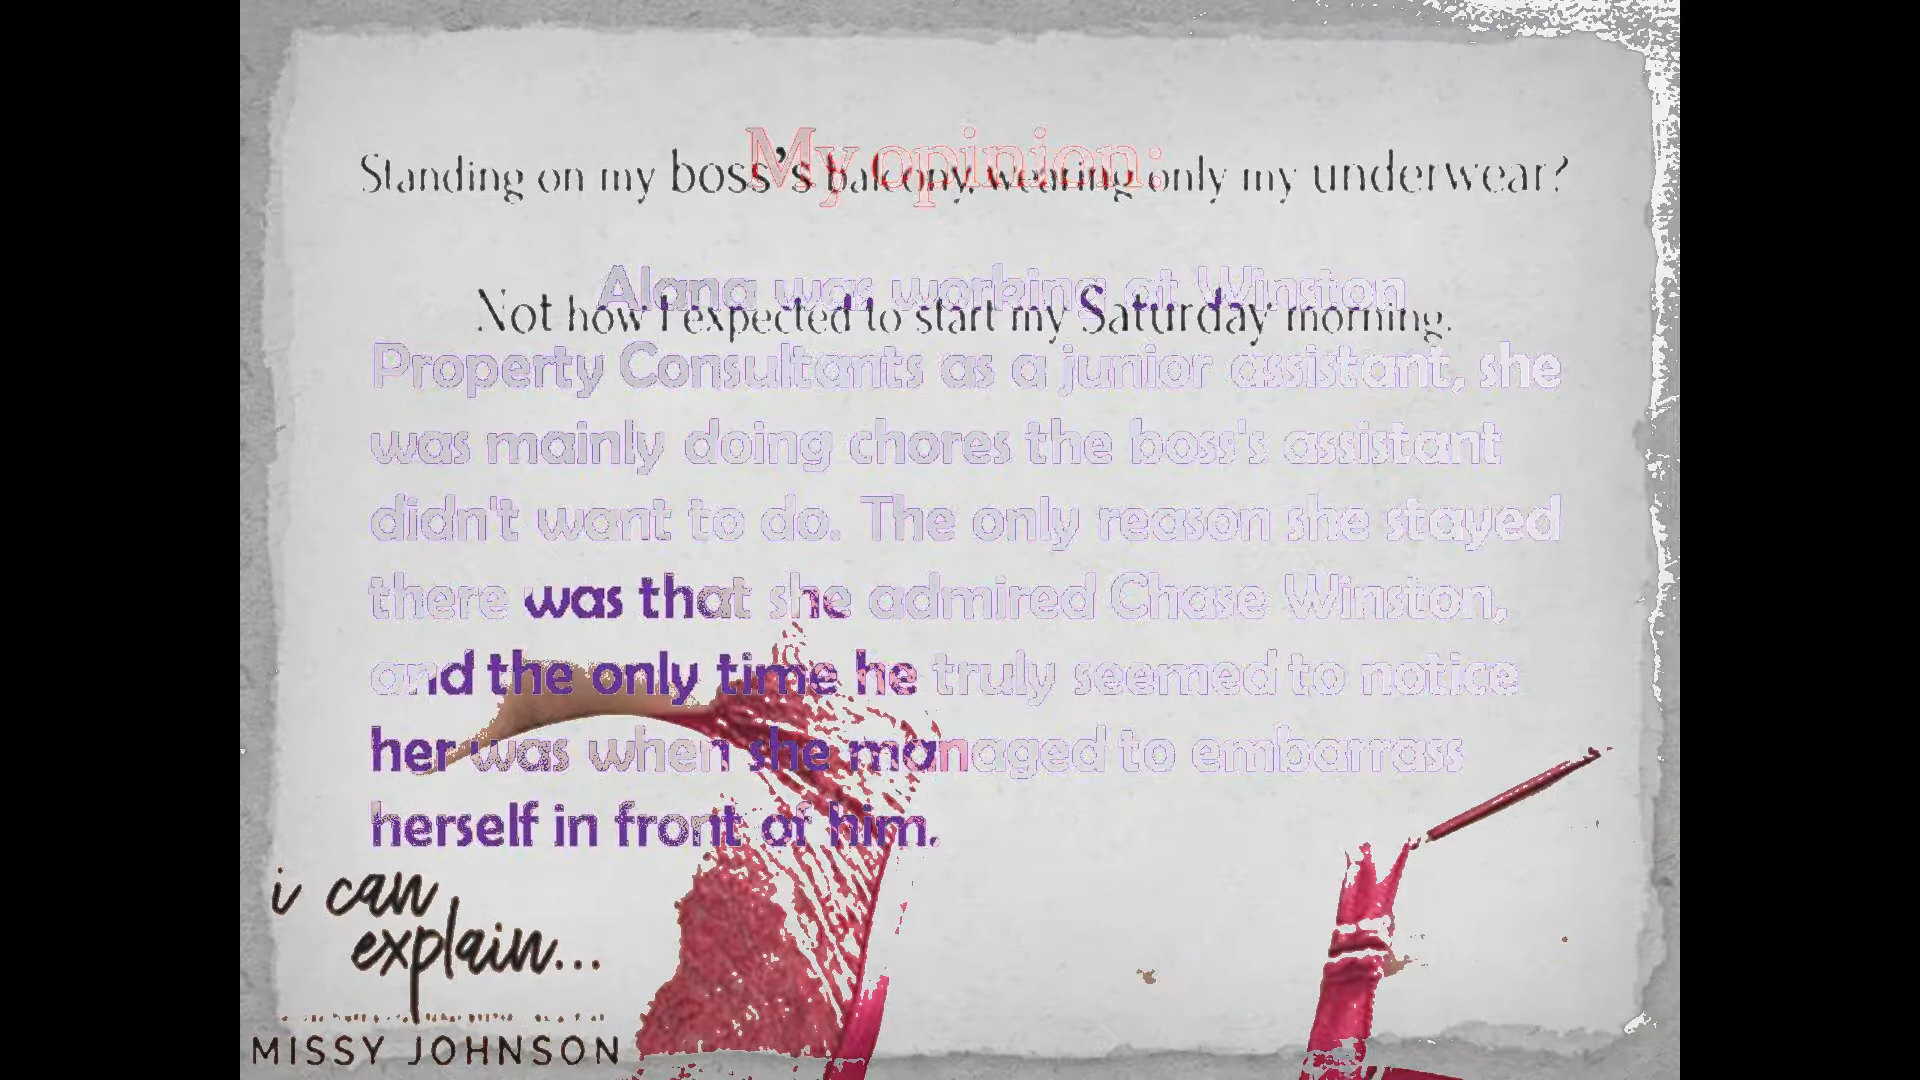 My opinion:
Standing on my boss's balcony, wearing only my underwear?
Alana was working at Winston
Not how I expected to start my Saturday morning.
Property Consultants as a junior assistant, she
was mainly doing chores the boss's assistant
didn't want to do. The only reason she stayed
there was that she admired Chase Winston,
and the only time he truly seemed to notice
her was when she managed to embarrass
herself in front of him.
i can
explain...
MISSY JOHNSON